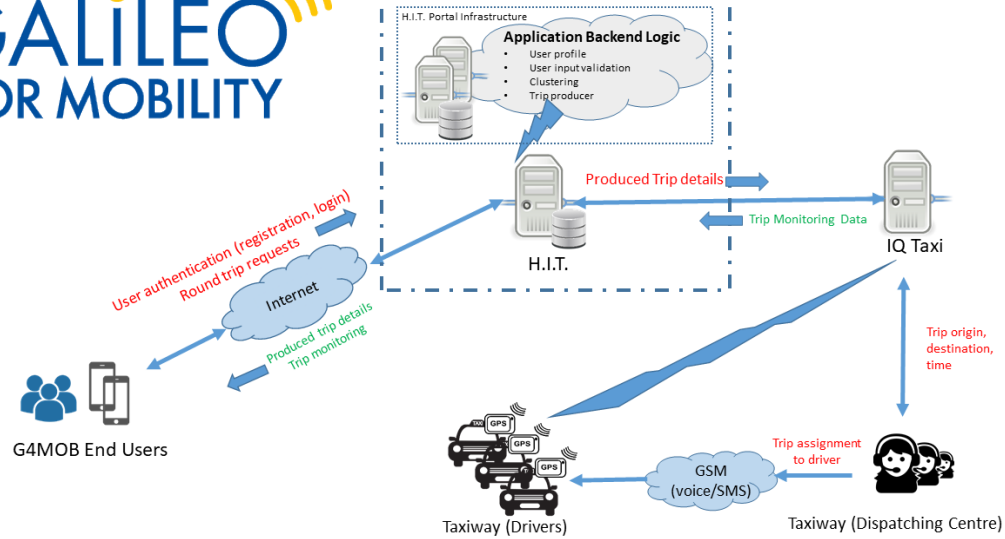 GALILEO
OR MOBILITY
H.I.T. Portal Infrastructure
Application Backend Logic
• User profile
• User input validation
• Clustering
• Trip producer
Produced Trip details
Trip Monitoring Data
H.I.T.
IQ Taxi
User authentication (registration, login)
Round trip requests
Internet
Produced trip details
Trip monitoring
G4MOB End Users
Trip origin,
destination,
time
TAXI
GPS
GPS
GPS
Taxiway (Drivers)
GSM
(voice/SMS)
Trip assignment
to driver
Taxiway (Dispatching Centre)